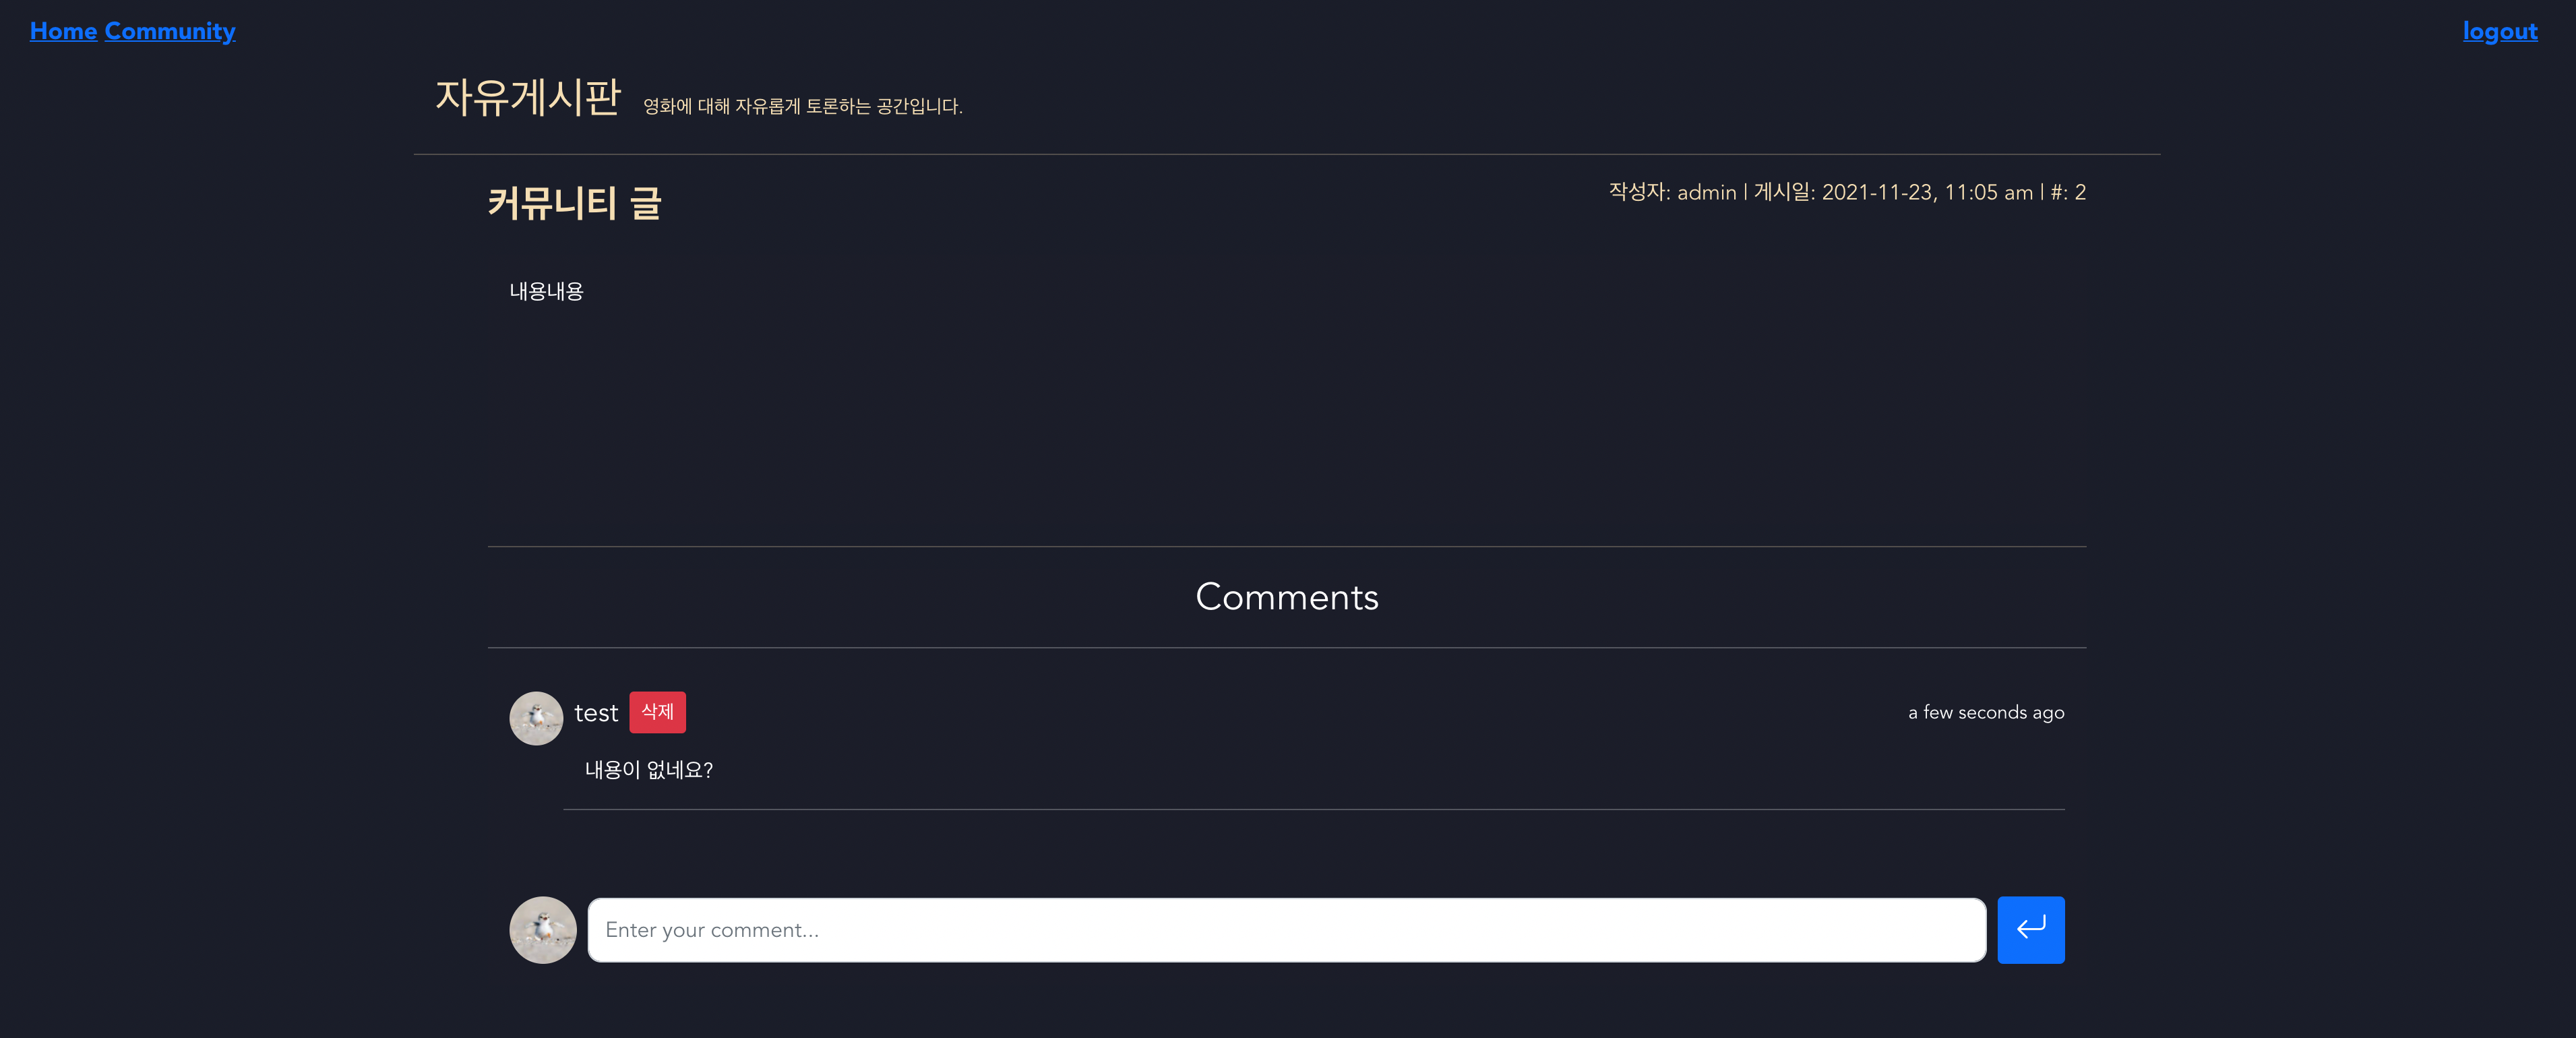 Home Community logout
자유게시판 영화에 대해 자유롭게 토론하는 공간입니다.
커뮤니티 글 작성자: admin | 게시일: 2021-11-23, 11:05 am | #: 2
내용내용
Comments
test 삭제 a few seconds ago
내용이 없네요?
Enter your comment...